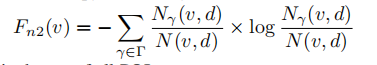 F_{n2}(v) = - \sum_{\gamma \in \Gamma} \frac{N_\gamma(v, d)}{N(v, d)} \times \log \frac{N_\gamma(v, d)}{N(v, d)}